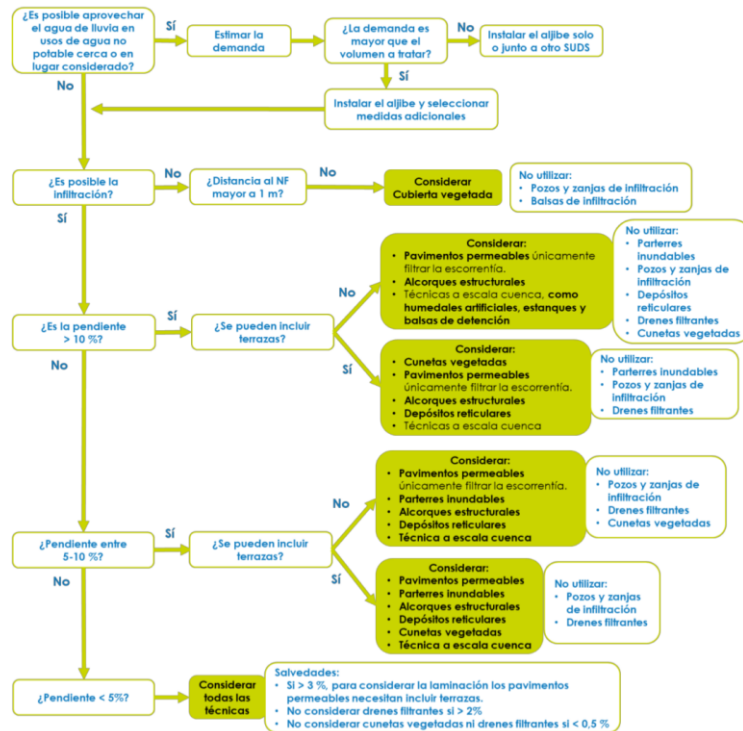 ¿Es posible aprovechar
el agua de lluvia en
usos de agua no
potable cerca o en
lugar considerado?
Sí
Estimar la
demanda
¿La demanda es
mayor que el
volumen a tratar?
No
Instalar el aljibe solo
o junto a otro SUDS
No
Sí
Instalar el aljibe y seleccionar
medidas adicionales
¿Es posible la
infiltración?
No
¿Distancia al NF
mayor a 1 m?
No
Considerar
Cubierta vegetada
No utilizar:
• Pozos y zanjas de infiltración
• Balsas de infiltración
Sí
¿Es la pendiente
> 10 %?
Sí
¿Se pueden incluir
terrazas?
No
Considerar:
• Pavimentos permeables únicamente
filtrar la escorrentía.
• Alcorques estructurales
• Técnicas a escala cuenca, como
humedales artificiales, estanques y
balsas de detención
No utilizar:
• Parterres
inundables
• Pozos y zanjas de
infiltración
• Depósitos
reticulares
• Drenes filtrantes
• Cunetas vegetadas
Sí
Considerar:
• Cunetas vegetadas
• Pavimentos permeables
únicamente filtrar la escorrentía.
• Alcorques estructurales
• Depósitos reticulares
• Técnicas a escala cuenca
No utilizar:
• Parterres inundables
• Pozos y zanjas de
infiltración
• Drenes filtrantes
No
¿Pendiente entre
5-10 %?
Sí
¿Se pueden incluir
terrazas?
No
Considerar:
• Pavimentos permeables
únicamente filtrar la escorrentía.
• Parterres inundables
• Alcorques estructurales
• Depósitos reticulares
• Técnica a escala cuenca
No utilizar:
• Pozos y zanjas de
infiltración
• Drenes filtrantes
• Cunetas vegetadas
Sí
Considerar:
• Pavimentos permeables
• Parterres inundables
• Alcorques estructurales
• Depósitos reticulares
• Cunetas vegetadas
• Técnica a escala cuenca
No utilizar:
• Pozos y zanjas
de infiltración
• Drenes filtrantes
No
¿Pendiente < 5%?
Considerar
todas las
técnicas
Salvedades:
• Si > 3 %, para considerar la laminación los pavimentos
permeables necesitan incluir terrazas.
• No considerar drenes filtrantes si > 2%
• No considerar cunetas vegetadas ni drenes filtrantes si < 0,5 %